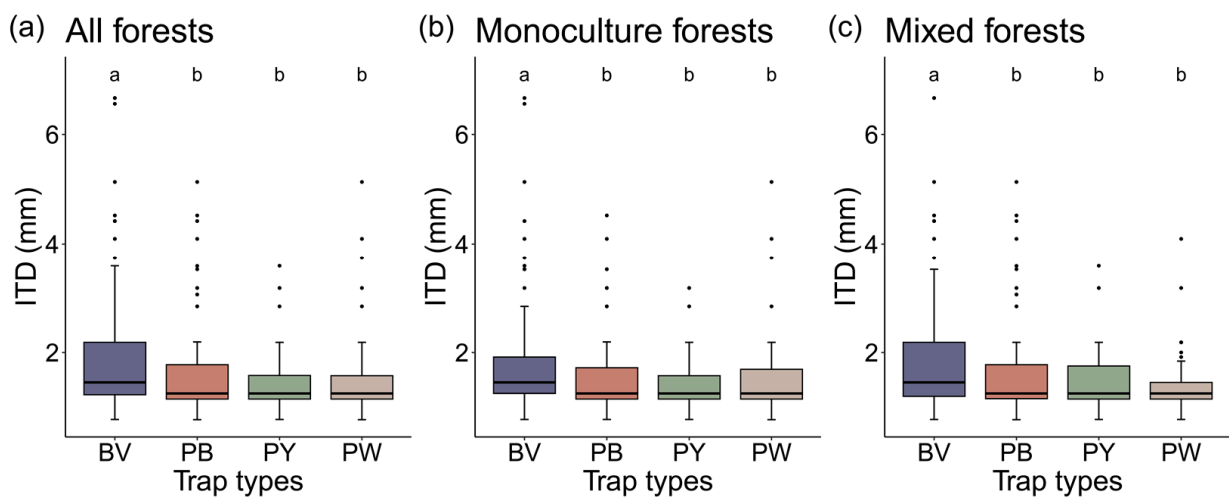 (a) All forests
a b b b
6
4
2
ITD (mm)
BV PB PY PW
Trap types
(b) Monoculture forests
a b b b
6
4
2
ITD (mm)
BV PB PY PW
Trap types
(c) Mixed forests
a b b b
6
4
2
ITD (mm)
BV PB PY PW
Trap types